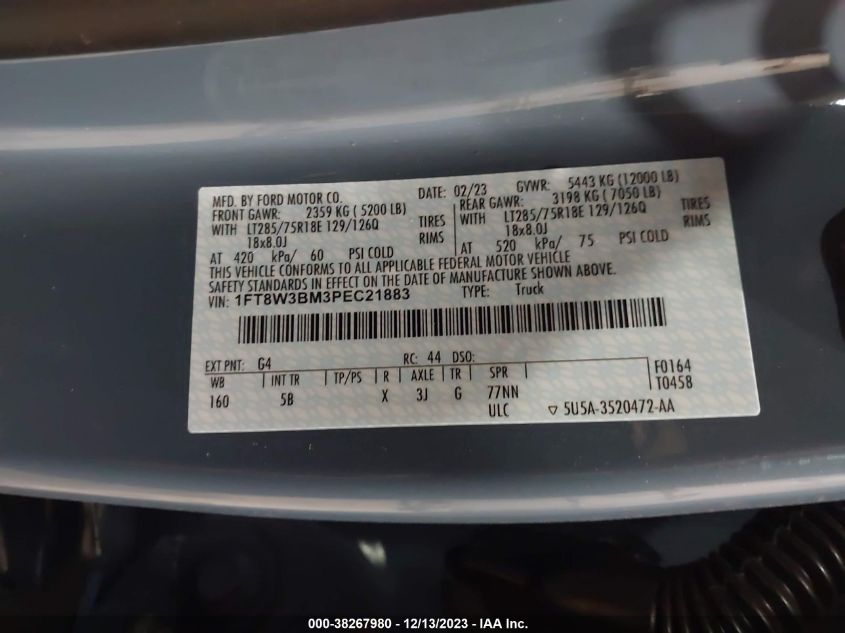 MFD. BY FORD MOTOR CO. DATE: 02/23 GVWR: 5443 KG (12000 LB)
FRONT GAWR: 2359 KG ( 5200 LB) REAR GAWR: 3198 KG ( 7050 LB)
WITH LT285/75R18E 129/126Q TIRES WITH LT285/75R18E 129/126Q TIRES
18x8.0J RIMS 18x8.0J RIMS
AT 420 kPa/ 60 PSI COLD AT 520 kPa/ 75 PSI COLD
THIS VEHICLE CONFORMS TO ALL APPLICABLE FEDERAL MOTOR VEHICLE
SAFETY STANDARDS IN EFFECT ON THE DATE OF MANUFACTURE SHOWN ABOVE.
VIN: 1FT8W3BM3PEC21883 TYPE: Truck
EXT PNT: G4 RC: 44 DSO: F0164
WB INT TR TP/PS R AXLE TR SPR T0458
160 5B X 3J G 77NN
ULC ▽ 5U5A-3520472-AA
000-38267980 - 12/13/2023 - IAA Inc.